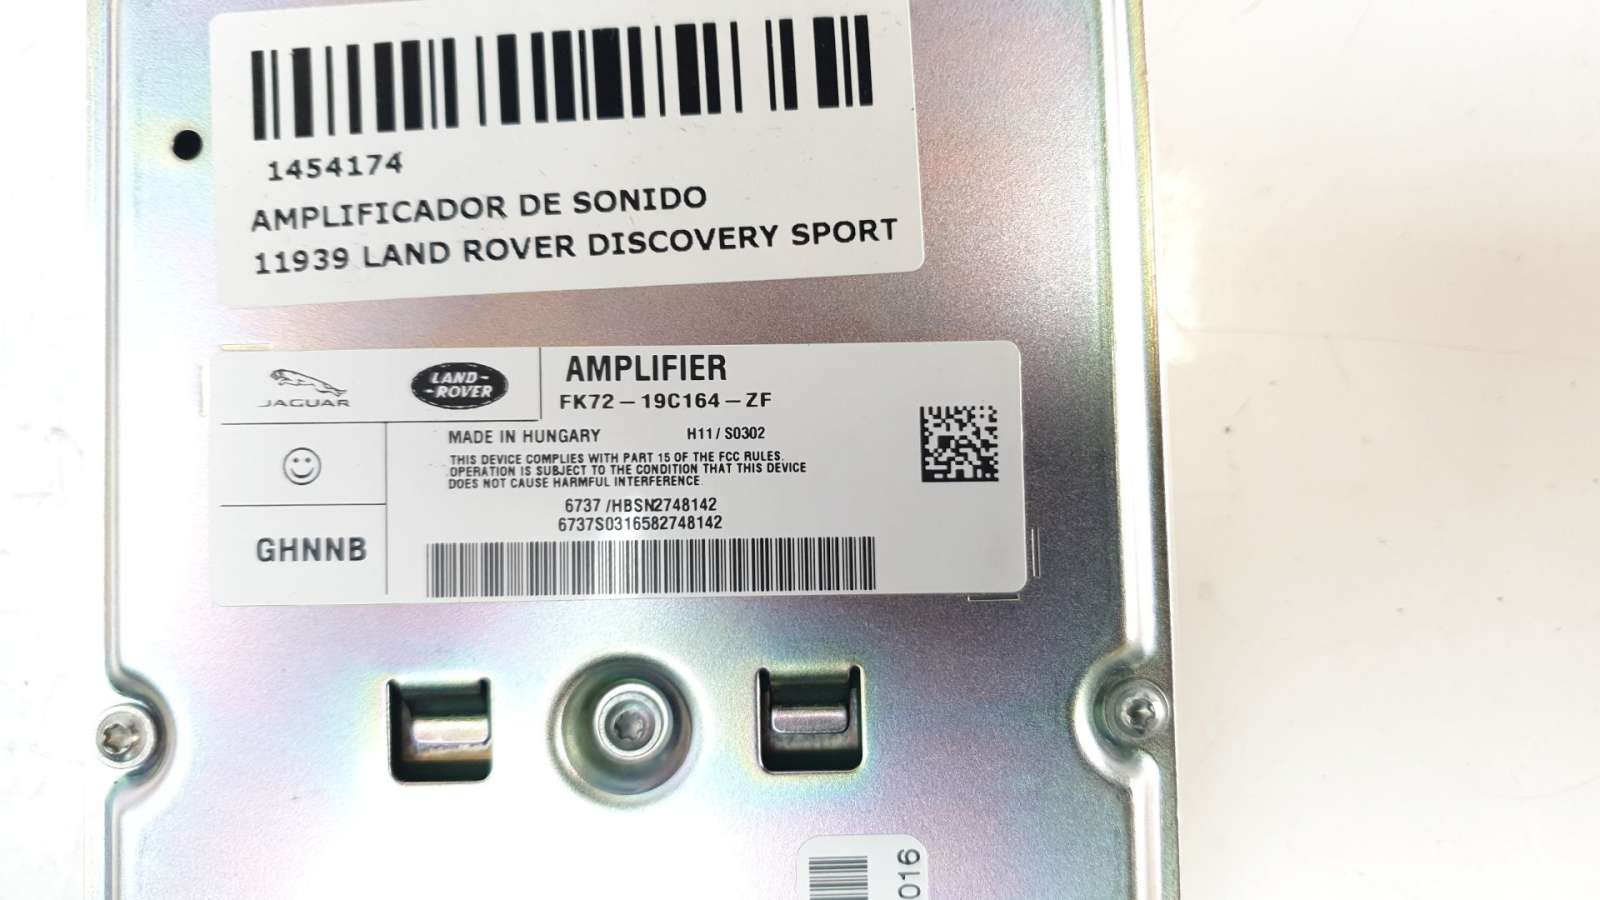 1454174
AMPLIFICADOR DE SONIDO
11939 LAND ROVER DISCOVERY SPORT
JAGUAR
LAND-
-ROVER
AMPLIFIER
FK72-19C164-ZF
MADE IN HUNGARY H11/S0302
THIS DEVICE COMPLIES WITH PART 15 OF THE FCC RULES.
OPERATION IS SUBJECT TO THE CONDITION THAT THIS DEVICE
DOES NOT CAUSE HARMFUL INTERFERENCE.
6737 /HBSN2748142
6737S0316582748142
GHNNB
016